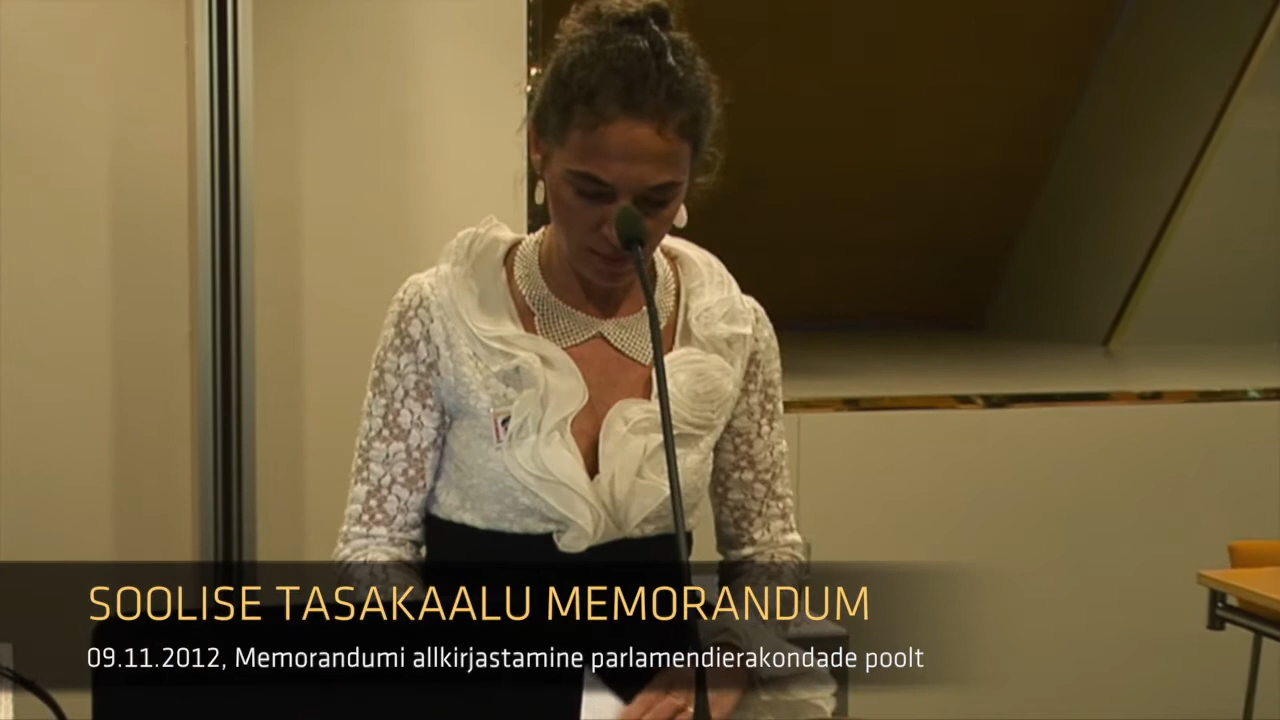 SOOLISE TASAKAALU MEMORANDUM
09.11.2012, Memorandumi allkirjastamine parlamendierakondade poolt